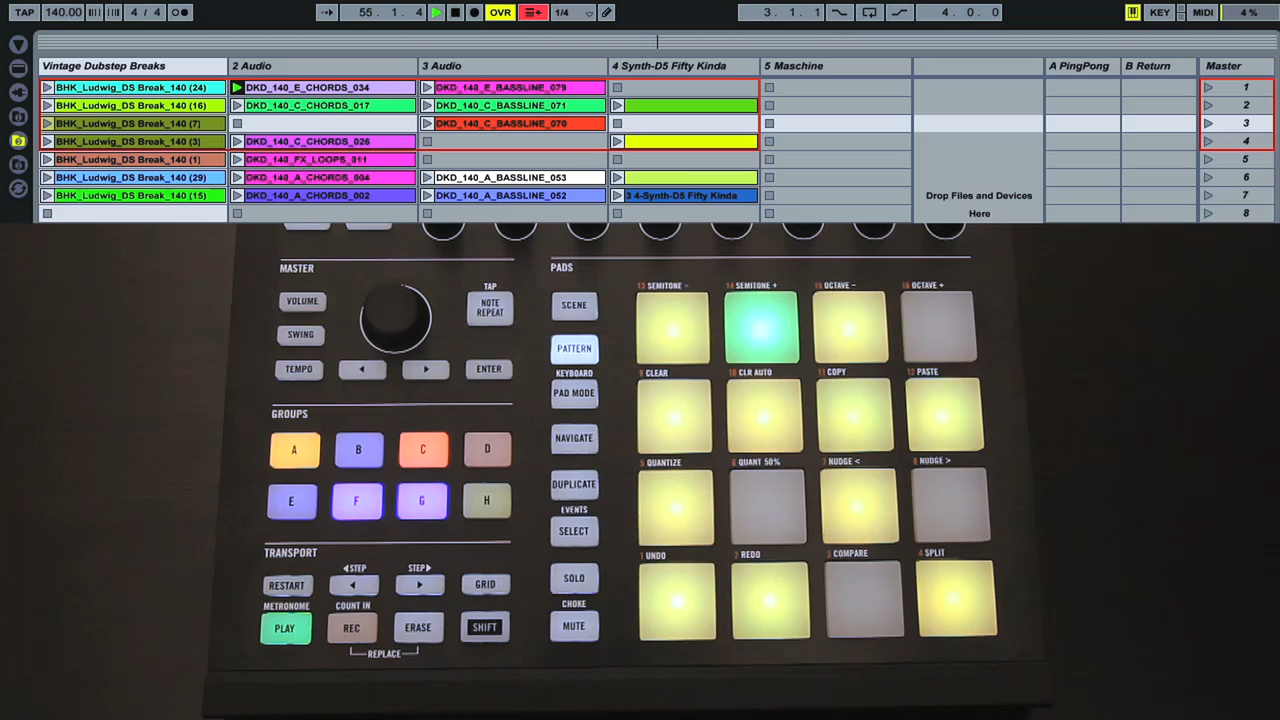 TAP 140.00 4 / 4 55. 1. 4 OVR 1/4 3. 1. 1 4. 0. 0 KEY MIDI 4 %
Vintage Dubstep Breaks 2 Audio 3 Audio 4 Synth-D5 Fifty Kinda 5 Maschine A PingPong B Return Master
BHK_Ludwig_DS Break_140 (24) DKD_140_E_CHORDS_034 DKD_140_E_BASSLINE_079 1
BHK_Ludwig_DS Break_140 (16) DKD_140_C_CHORDS_017 DKD_140_C_BASSLINE_071 2
BHK_Ludwig_DS Break_140 (7) DKD_140_C_BASSLINE_070 3
BHK_Ludwig_DS Break_140 (3) DKD_140_C_CHORDS_026 4
BHK_Ludwig_DS Break_140 (1) DKD_140_FX_LOOPS_011 5
BHK_Ludwig_DS Break_140 (29) DKD_140_A_CHORDS_004 DKD_140_A_BASSLINE_053 6
BHK_Ludwig_DS Break_140 (15) DKD_140_A_CHORDS_002 DKD_140_A_BASSLINE_052 3 4-Synth-D5 Fifty Kinda Drop Files and Devices 7
Here 8
MASTER PADS
VOLUME TAP NOTE REPEAT SCENE 13 SEMITONE - 14 SEMITONE + 15 OCTAVE - 16 OCTAVE +
SWING PATTERN
TEMPO ENTER KEYBOARD PAD MODE 9 CLEAR 10 CLR AUTO 11 COPY 12 PASTE
GROUPS
A B C D NAVIGATE
E F G H DUPLICATE 5 QUANTIZE 6 QUANT 50% 7 NUDGE < 8 NUDGE >
EVENTS
SELECT
TRANSPORT 1 UNDO 2 REDO 3 COMPARE 4 SPLIT
◀STEP STEP▶
RESTART GRID SOLO
METRONOME COUNT IN CHOKE
PLAY REC ERASE SHIFT MUTE
REPLACE